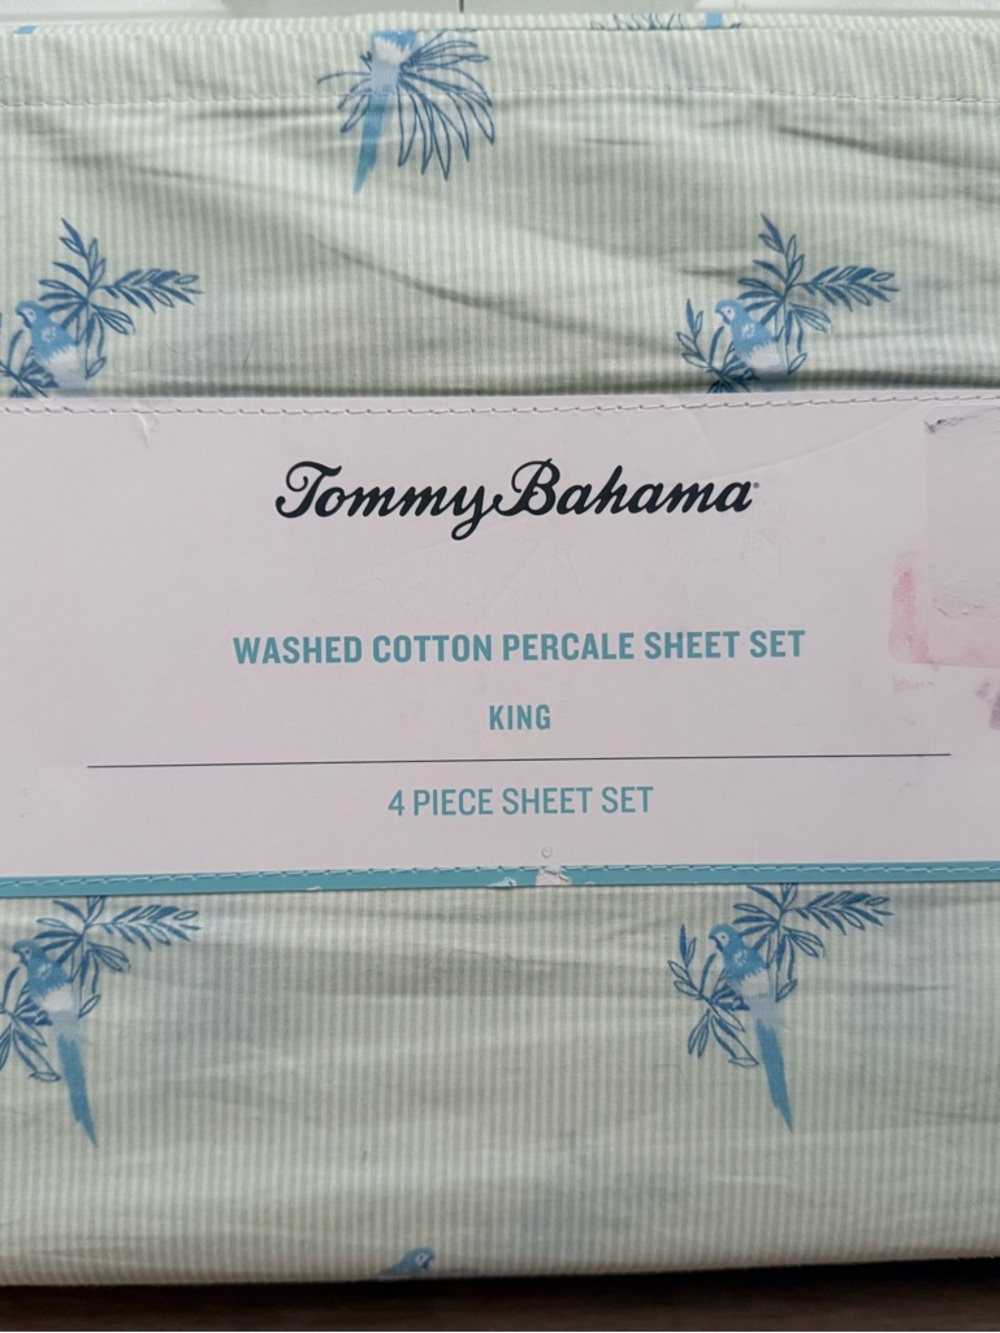 Tommy Bahama
WASHED COTTON PERCALE SHEET SET
KING
4 PIECE SHEET SET